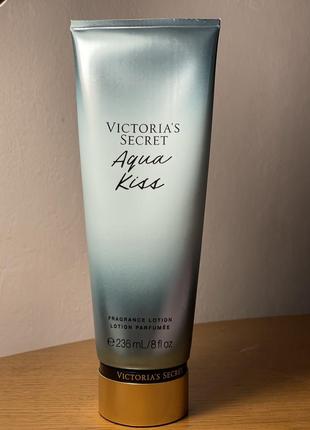 VICTORIA'S
SECRET
Aqua
Kiss
FRAGRANCE LOTION
LOTION PARFUMÉE
℮ 236 mL/8 fl oz
VICTORIA'S SECRET